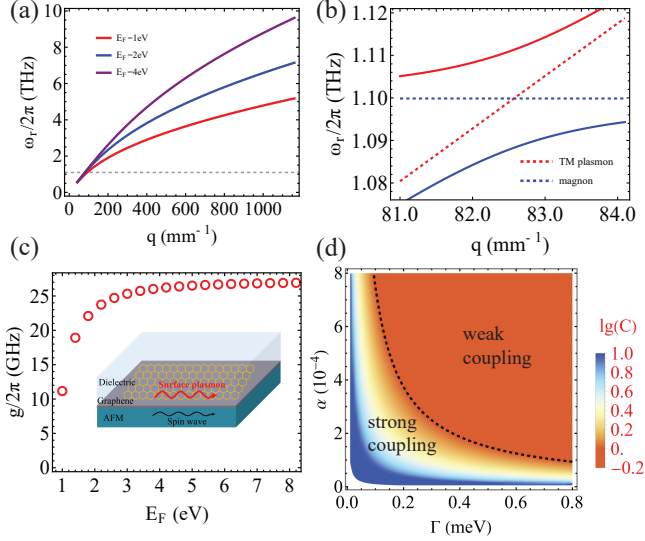 (a)
10
8
6
4
2
0
ω_r/2π (THz)
E_F−1eV
E_F−2eV
E_F−4eV
0 200 400 600 800 1000
q (mm⁻¹)
(b)
1.12
1.11
1.10
1.09
1.08
ω_r/2π (THz)
TM plasmon
magnon
81.0 82.0 83.0 84.0
q (mm⁻¹)
(c)
25
20
15
10
5
0
g/2π (GHz)
Dielectric
Graphene
AFM
Surface plasmon
Spin wave
1 2 3 4 5 6 7 8
E_F (eV)
(d)
8
6
4
2
0
α (10⁻⁴)
weak
coupling
strong
coupling
0.0 0.2 0.4 0.6 0.8
Γ (meV)
lg(C)
1.0
0.8
0.6
0.4
0.2
0.
−0.2